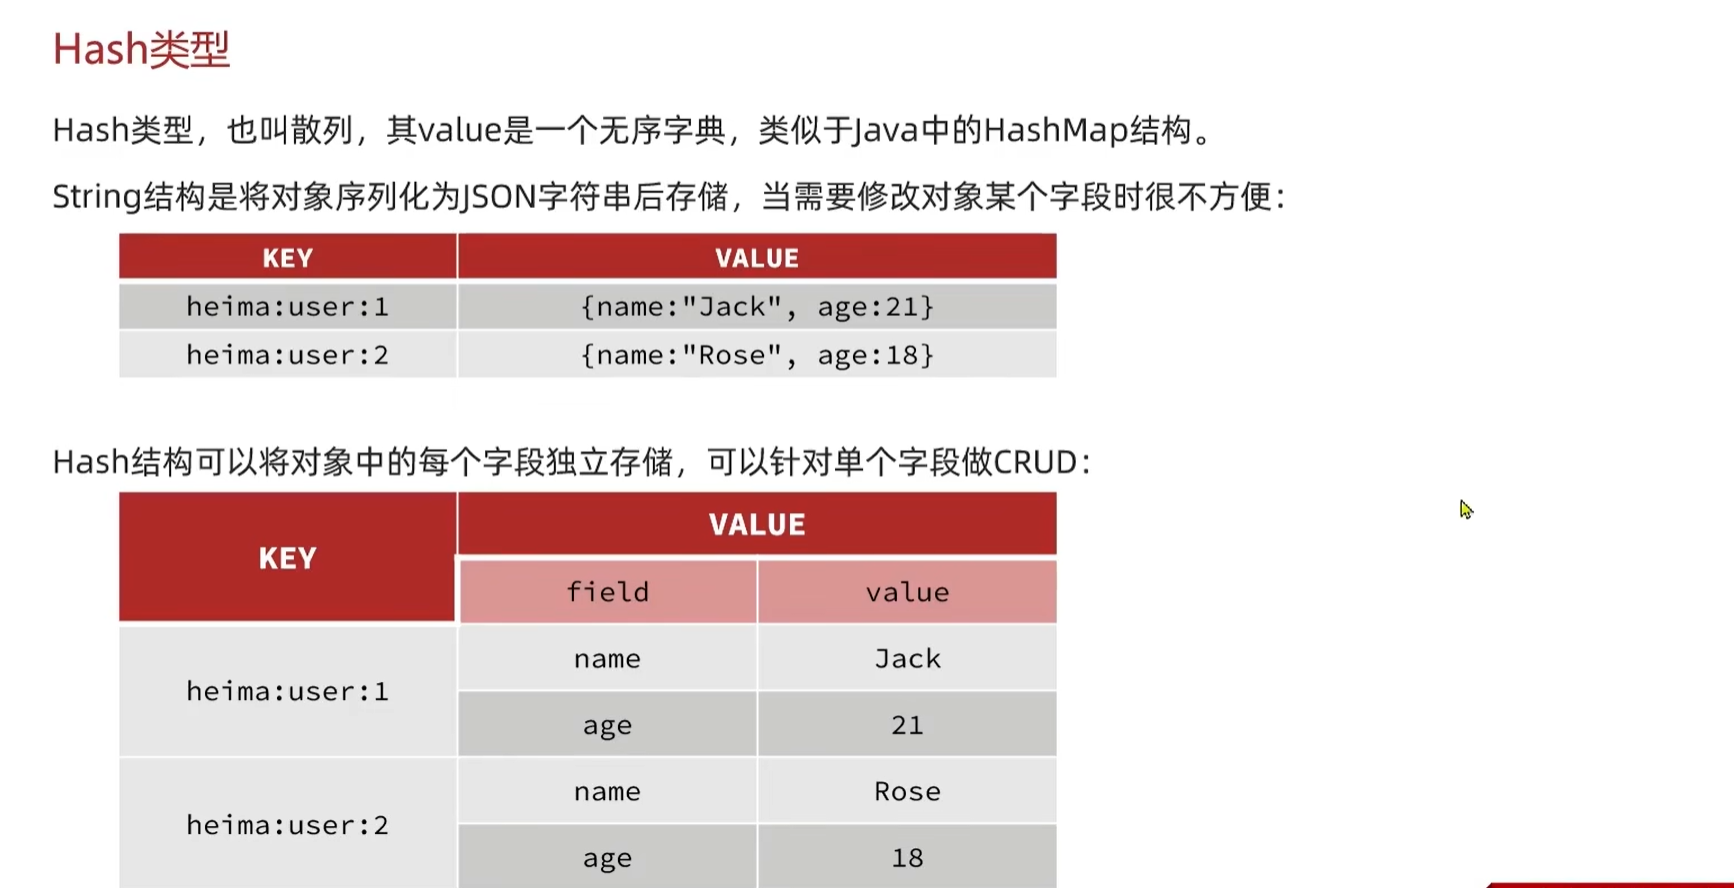 Hash类型
Hash类型，也叫散列，其value是一个无序字典，类似于Java中的HashMap结构。
String结构是将对象序列化为JSON字符串后存储，当需要修改对象某个字段时很不方便：
KEY VALUE
heima:user:1 {name:"Jack", age:21}
heima:user:2 {name:"Rose", age:18}
Hash结构可以将对象中的每个字段独立存储，可以针对单个字段做CRUD：
KEY VALUE
field value
heima:user:1 name Jack
age 21
heima:user:2 name Rose
age 18